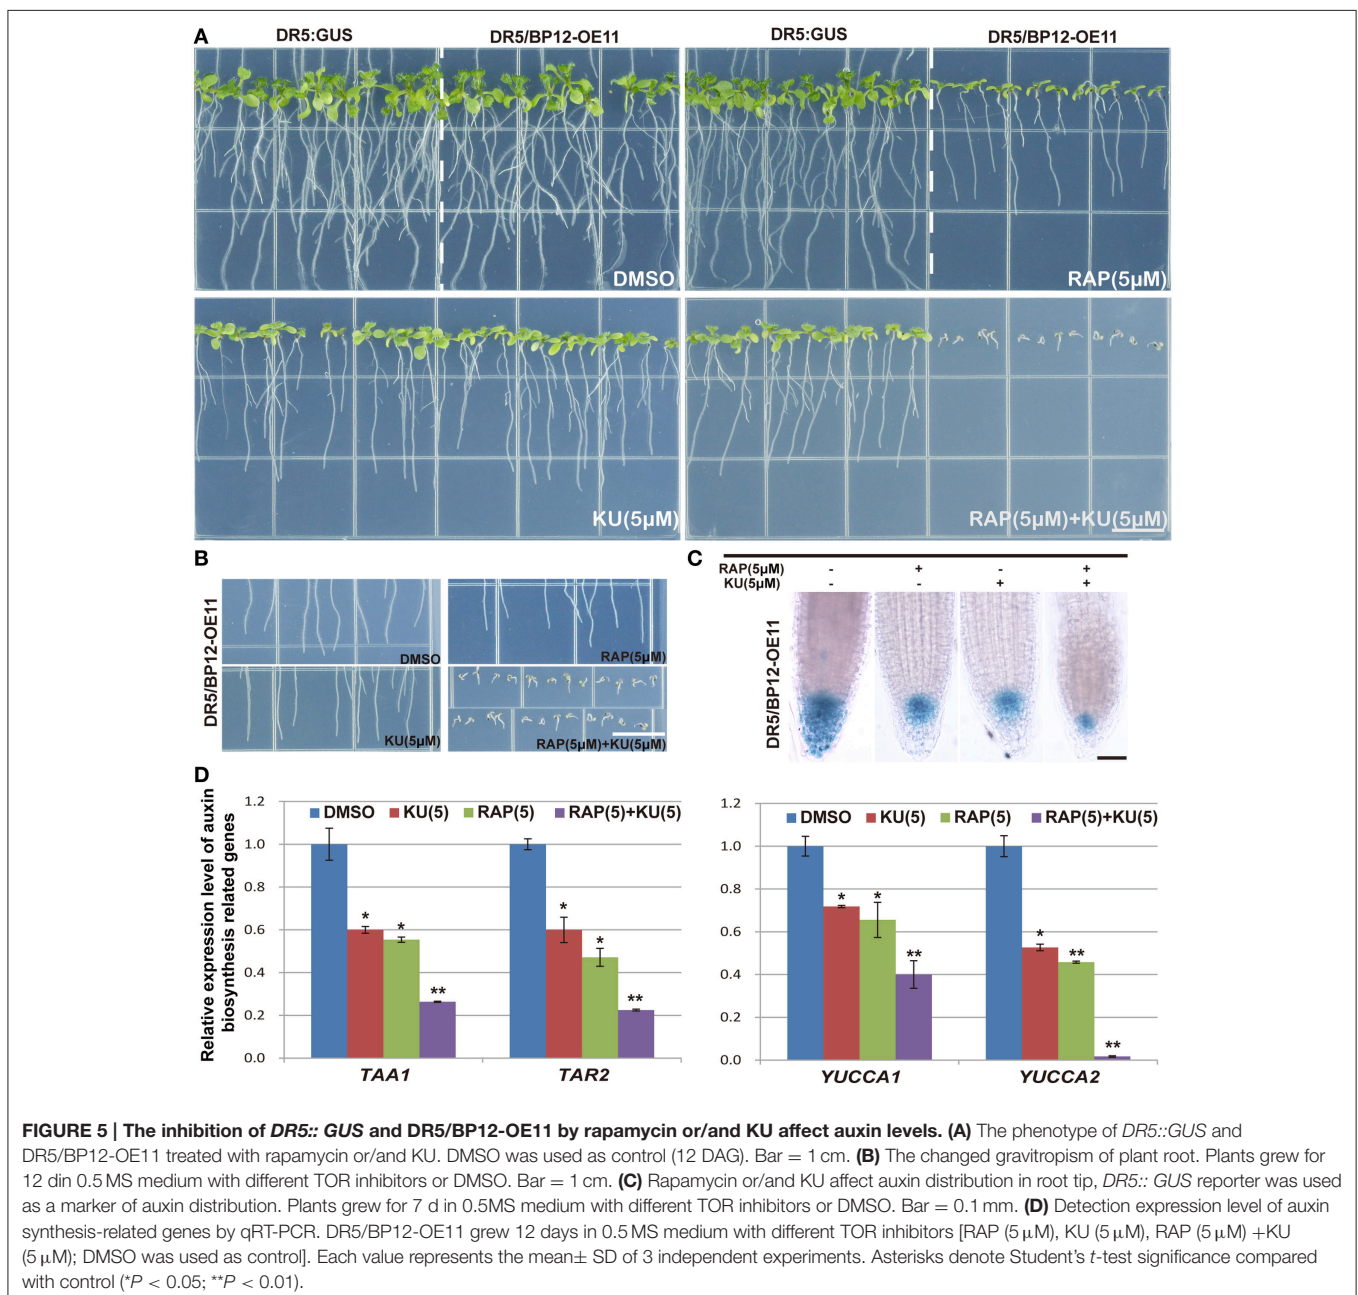 A
DR5:GUS
DR5/BP12-OE11
DR5:GUS
DR5/BP12-OE11
DMSO
RAP(5µM)
KU(5µM)
RAP(5µM)+KU(5µM)
B
DR5/BP12-OE11
DMSO
RAP(5µM)
KU(5µM)
RAP(5µM)+KU(5µM)
C
RAP(5µM) - + - +
KU(5µM) - - + +
DR5/BP12-OE11
D
Relative expression level of auxin
biosynthesis related genes
1.2
1.0
0.8
0.6
0.4
0.2
0.0
DMSO KU(5) RAP(5) RAP(5)+KU(5)
* * **
* * **
TAA1 TAR2
1.2
1.0
0.8
0.6
0.4
0.2
0.0
DMSO KU(5) RAP(5) RAP(5)+KU(5)
* * **
* ** **
YUCCA1 YUCCA2
FIGURE 5 | The inhibition of DR5:: GUS and DR5/BP12-OE11 by rapamycin or/and KU affect auxin levels. (A) The phenotype of DR5::GUS and
DR5/BP12-OE11 treated with rapamycin or/and KU. DMSO was used as control (12 DAG). Bar = 1 cm. (B) The changed gravitropism of plant root. Plants grew for
12 din 0.5 MS medium with different TOR inhibitors or DMSO. Bar = 1 cm. (C) Rapamycin or/and KU affect auxin distribution in root tip, DR5:: GUS reporter was used
as a marker of auxin distribution. Plants grew for 7 d in 0.5MS medium with different TOR inhibitors or DMSO. Bar = 0.1 mm. (D) Detection expression level of auxin
synthesis-related genes by qRT-PCR. DR5/BP12-OE11 grew 12 days in 0.5 MS medium with different TOR inhibitors [RAP (5 µM), KU (5 µM), RAP (5 µM) +KU
(5 µM); DMSO was used as control]. Each value represents the mean± SD of 3 independent experiments. Asterisks denote Student's t-test significance compared
with control (*P < 0.05; **P < 0.01).